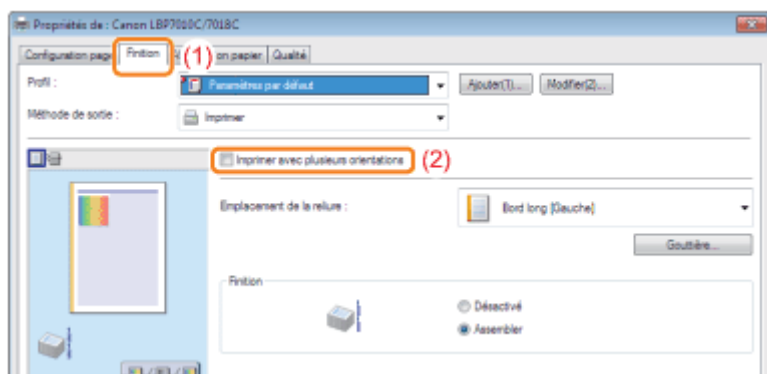 Propriétés de : Canon LBP7010C/7018C
Configuration page Finition (1) on papier Qualité
Profil : Paramètres par défaut Ajouter(1)... Modifier(2)...
Méthode de sortie : Imprimer
Imprimer avec plusieurs orientations (2)
Emplacement de la reliure : Bord long [Gauche]
Gouttière...
Finition
Désactivé
Assembler